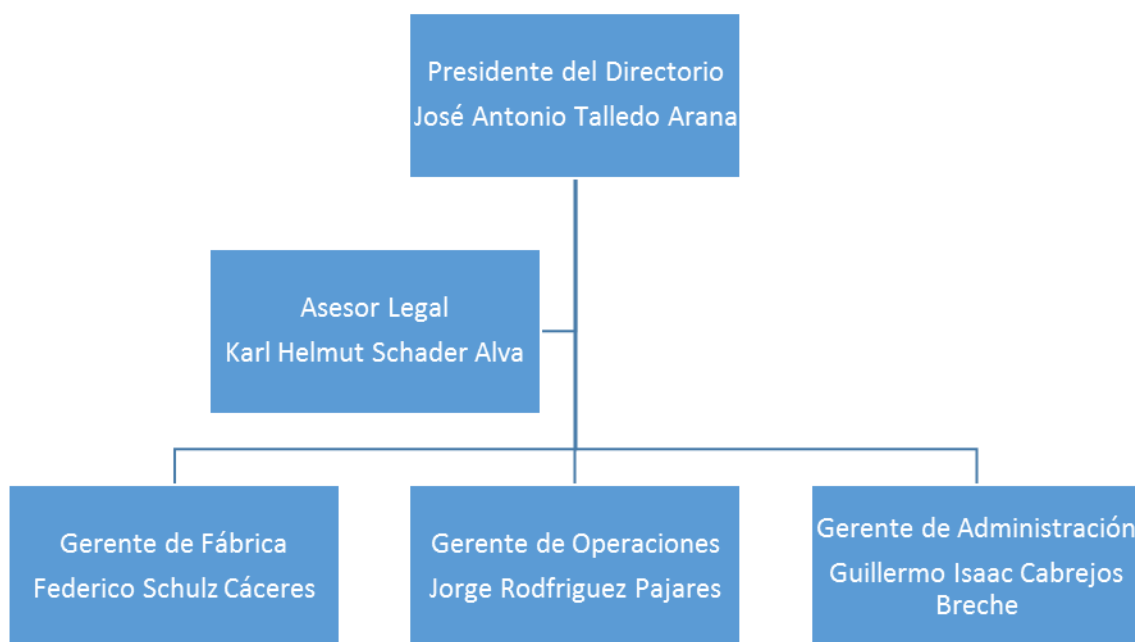 Presidente del Directorio
José Antonio Talledo Arana
Asesor Legal
Karl Helmut Schader Alva
Gerente de Fábrica
Federico Schulz Cáceres
Gerente de Operaciones
Jorge Rodfriguez Pajares
Gerente de Administración
Guillermo Isaac Cabrejos
Breche